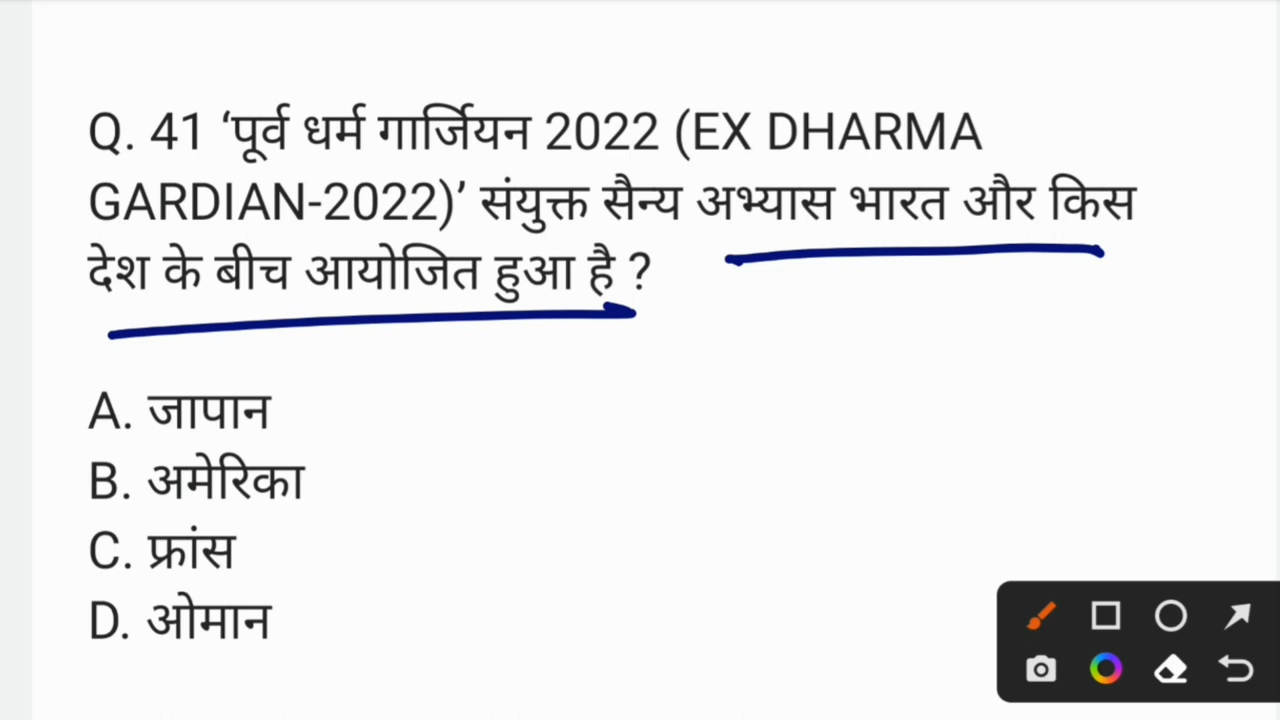 Q. 41 ‘पूर्व धर्म गार्जियन 2022 (EX DHARMA
GARDIAN-2022)’ संयुक्त सैन्य अभ्यास भारत और किस
देश के बीच आयोजित हुआ है ?
A. जापान
B. अमेरिका
C. फ्रांस
D. ओमान